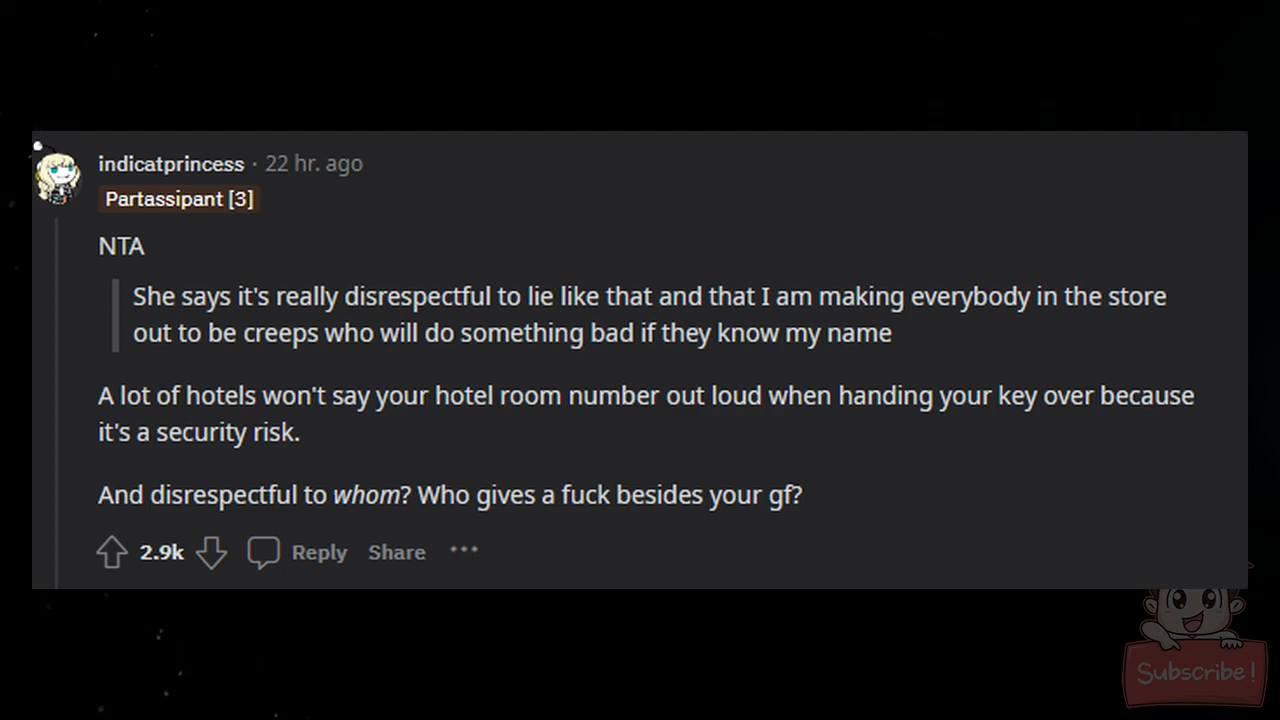 indicatprincess · 22 hr. ago
Partassipant [3]
NTA
She says it's really disrespectful to lie like that and that I am making everybody in the store
out to be creeps who will do something bad if they know my name
A lot of hotels won't say your hotel room number out loud when handing your key over because
it's a security risk.
And disrespectful to whom? Who gives a fuck besides your gf?
2.9k Reply Share ···
Subscribe!